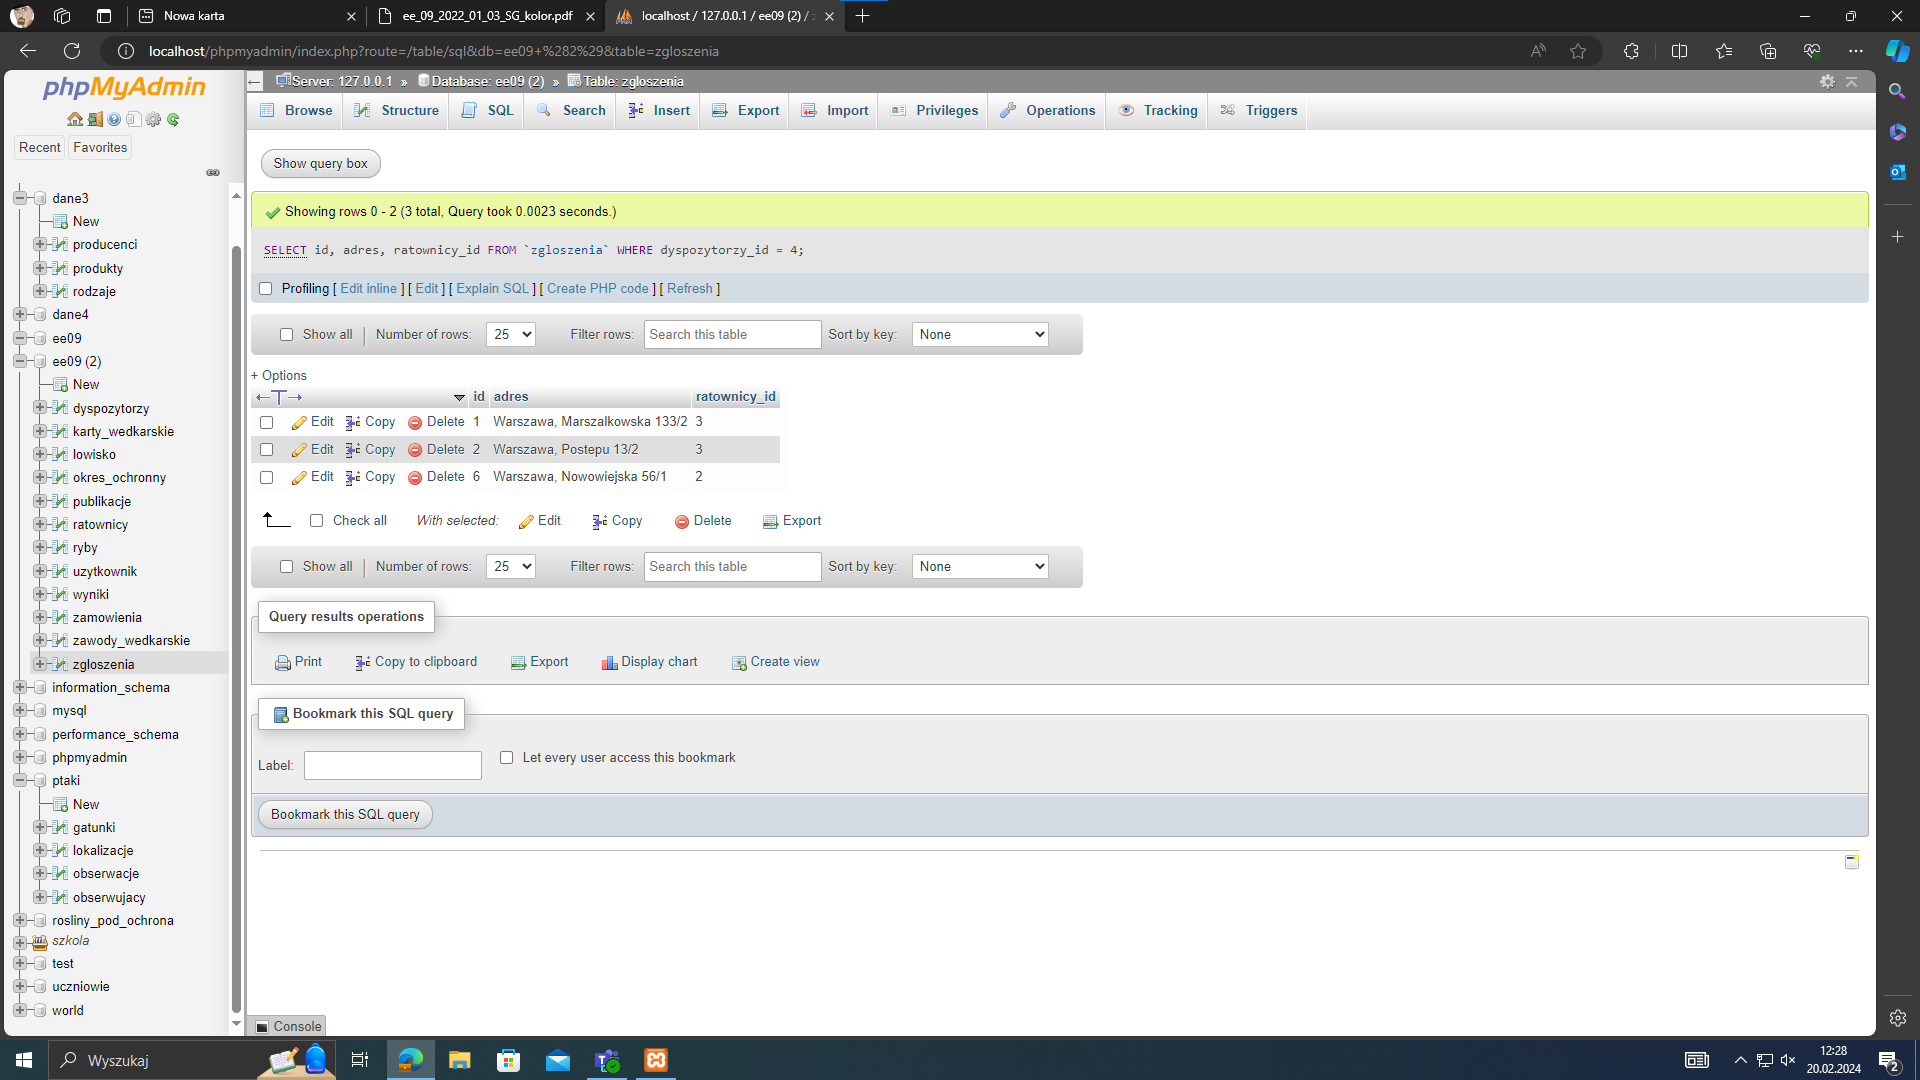 Nowa karta
ee_09_2022_01_03_SG_kolor.pdf
localhost / 127.0.0.1 / ee09 (2) /
localhost/phpmyadmin/index.php?route=/table/sql&db=ee09+%282%29&table=zgloszenia
phpMyAdmin
Recent
Favorites
dane3
New
producenci
produkty
rodzaje
dane4
ee09
ee09 (2)
New
dyspozytorzy
karty_wedkarskie
lowisko
okres_ochronny
publikacje
ratownicy
ryby
uzytkownik
wyniki
zamowienia
zawody_wedkarskie
zgloszenia
information_schema
mysql
performance_schema
phpmyadmin
ptaki
New
gatunki
lokalizacje
obserwacje
obserwujacy
rosliny_pod_ochrona
szkola
test
uczniowie
world
Server: 127.0.0.1 » Database: ee09 (2) » Table: zgloszenia
Browse Structure SQL Search Insert Export Import Privileges Operations Tracking Triggers
Show query box
Showing rows 0 - 2 (3 total, Query took 0.0023 seconds.)
SELECT id, adres, ratownicy_id FROM `zgloszenia` WHERE dyspozytorzy_id = 4;
Profiling [ Edit inline ] [ Edit ] [ Explain SQL ] [ Create PHP code ] [ Refresh ]
Show all Number of rows: 25 Filter rows: Search this table Sort by key: None
+ Options
←T→ id adres ratownicy_id
Edit Copy Delete 1 Warszawa, Marszalkowska 133/2 3
Edit Copy Delete 2 Warszawa, Postepu 13/2 3
Edit Copy Delete 6 Warszawa, Nowowiejska 56/1 2
Check all With selected: Edit Copy Delete Export
Show all Number of rows: 25 Filter rows: Search this table Sort by key: None
Query results operations
Print Copy to clipboard Export Display chart Create view
Bookmark this SQL query
Label: Let every user access this bookmark
Bookmark this SQL query
Console
Wyszukaj
12:28
20.02.2024
2